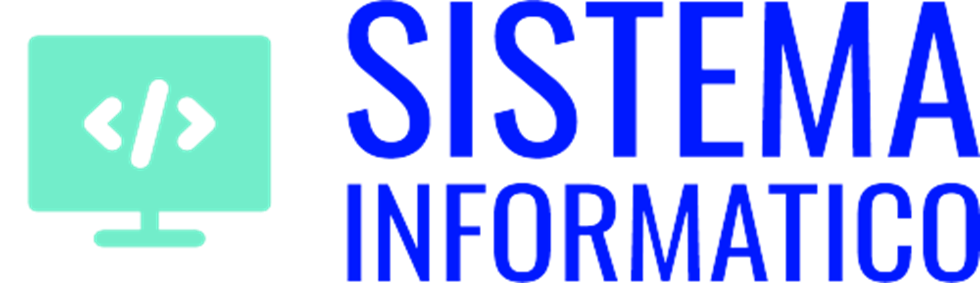 </>
SISTEMA
INFORMATICO